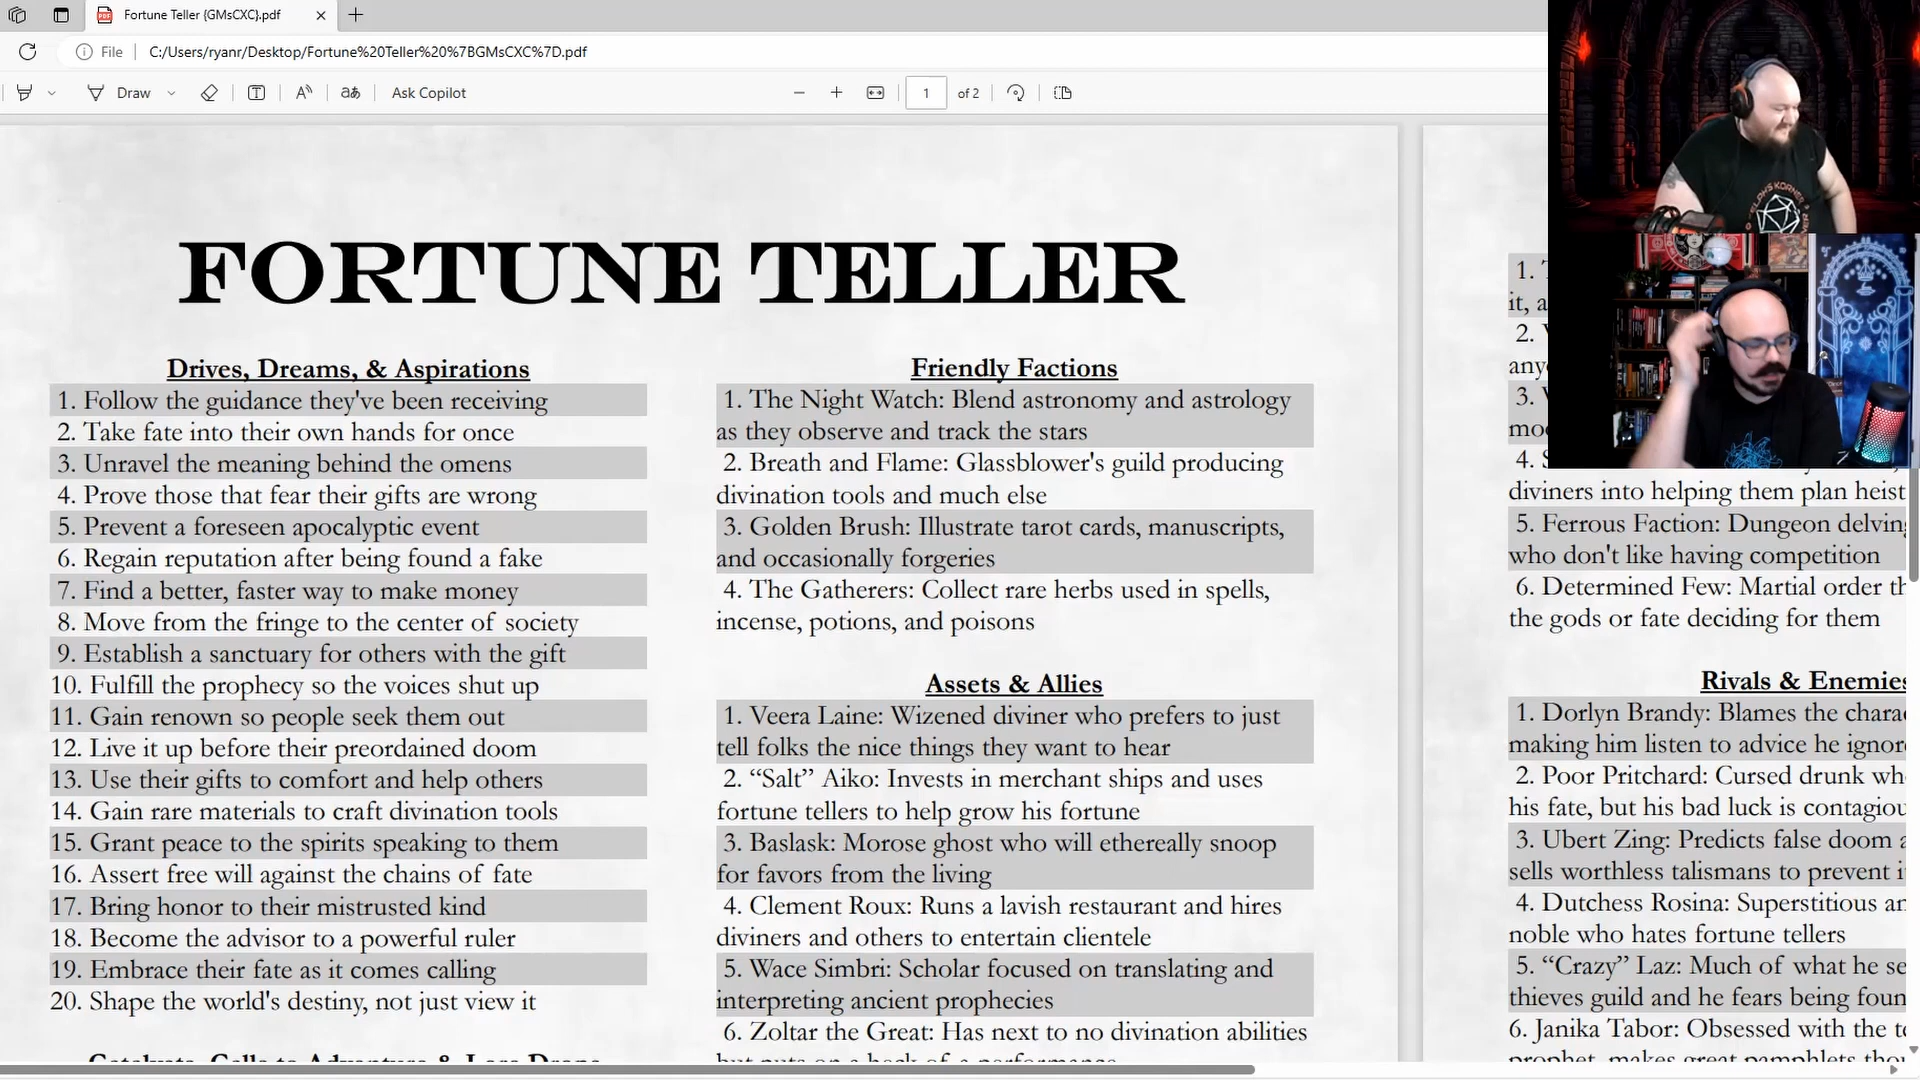 Fortune Teller {GMsCXC}.pdf
File
C:/Users/ryanr/Desktop/Fortune%20Teller%20%7BGMsCXC%7D.pdf
Draw
Ask Copilot
1 of 2
FORTUNE TELLER
Drives, Dreams, & Aspirations
1. Follow the guidance they've been receiving
2. Take fate into their own hands for once
3. Unravel the meaning behind the omens
4. Prove those that fear their gifts are wrong
5. Prevent a foreseen apocalyptic event
6. Regain reputation after being found a fake
7. Find a better, faster way to make money
8. Move from the fringe to the center of society
9. Establish a sanctuary for others with the gift
10. Fulfill the prophecy so the voices shut up
11. Gain renown so people seek them out
12. Live it up before their preordained doom
13. Use their gifts to comfort and help others
14. Gain rare materials to craft divination tools
15. Grant peace to the spirits speaking to them
16. Assert free will against the chains of fate
17. Bring honor to their mistrusted kind
18. Become the advisor to a powerful ruler
19. Embrace their fate as it comes calling
20. Shape the world's destiny, not just view it
Friendly Factions
1. The Night Watch: Blend astronomy and astrology
as they observe and track the stars
2. Breath and Flame: Glassblower's guild producing
divination tools and much else
3. Golden Brush: Illustrate tarot cards, manuscripts,
and occasionally forgeries
4. The Gatherers: Collect rare herbs used in spells,
incense, potions, and poisons
Assets & Allies
1. Veera Laine: Wizened diviner who prefers to just
tell folks the nice things they want to hear
2. “Salt” Aiko: Invests in merchant ships and uses
fortune tellers to help grow his fortune
3. Baslask: Morose ghost who will ethereally snoop
for favors from the living
4. Clement Roux: Runs a lavish restaurant and hires
diviners and others to entertain clientele
5. Wace Simbri: Scholar focused on translating and
interpreting ancient prophecies
6. Zoltar the Great: Has next to no divination abilities
1.
it, a
2.
any
3.
mo
4.
diviners into helping them plan heist
5. Ferrous Faction: Dungeon delvin
who don't like having competition
6. Determined Few: Martial order th
the gods or fate deciding for them
Rivals & Enemies
1. Dorlyn Brandy: Blames the chara
making him listen to advice he ignor
2. Poor Pritchard: Cursed drunk wh
his fate, but his bad luck is contagiou
3. Ubert Zing: Predicts false doom a
sells worthless talismans to prevent i
4. Dutchess Rosina: Superstitious an
noble who hates fortune tellers
5. “Crazy” Laz: Much of what he se
thieves guild and he fears being foun
6. Janika Tabor: Obsessed with the te
prophet, makes great pamphlets thou